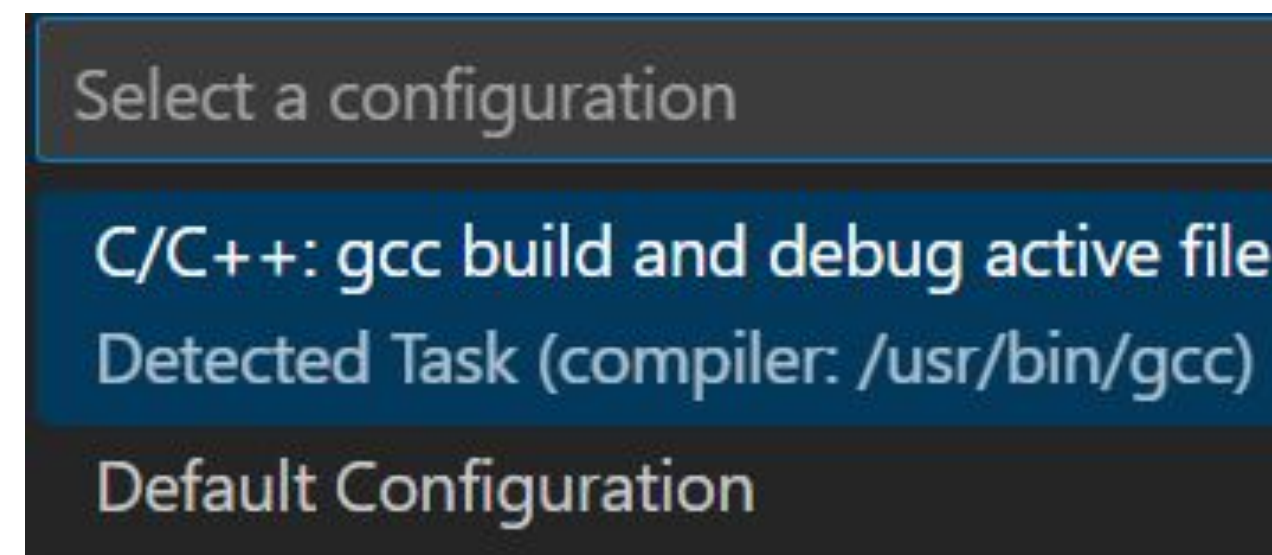 Select a configuration
C/C++: gcc build and debug active file
Detected Task (compiler: /usr/bin/gcc)
Default Configuration